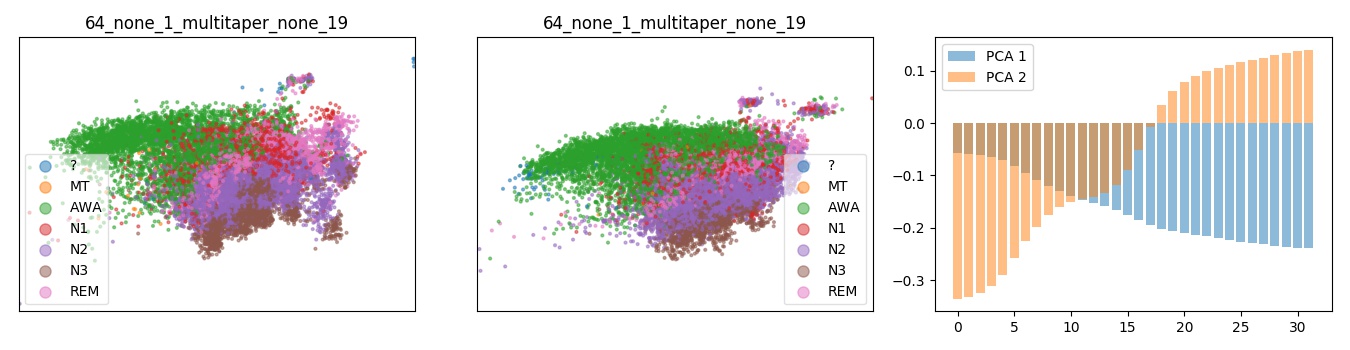 64_none_1_multitaper_none_19
?
MT
AWA
N1
N2
N3
REM
64_none_1_multitaper_none_19
?
MT
AWA
N1
N2
N3
REM
PCA 1
PCA 2
0.1
0.0
−0.1
−0.2
−0.3
0 5 10 15 20 25 30